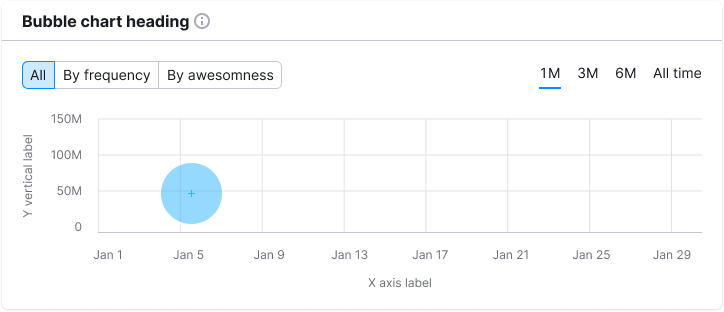 Bubble chart heading
All By frequency By awesomness 1M 3M 6M All time
150M
100M
50M
0
Y vertical label
Jan 1 Jan 5 Jan 9 Jan 13 Jan 17 Jan 21 Jan 25 Jan 29
X axis label